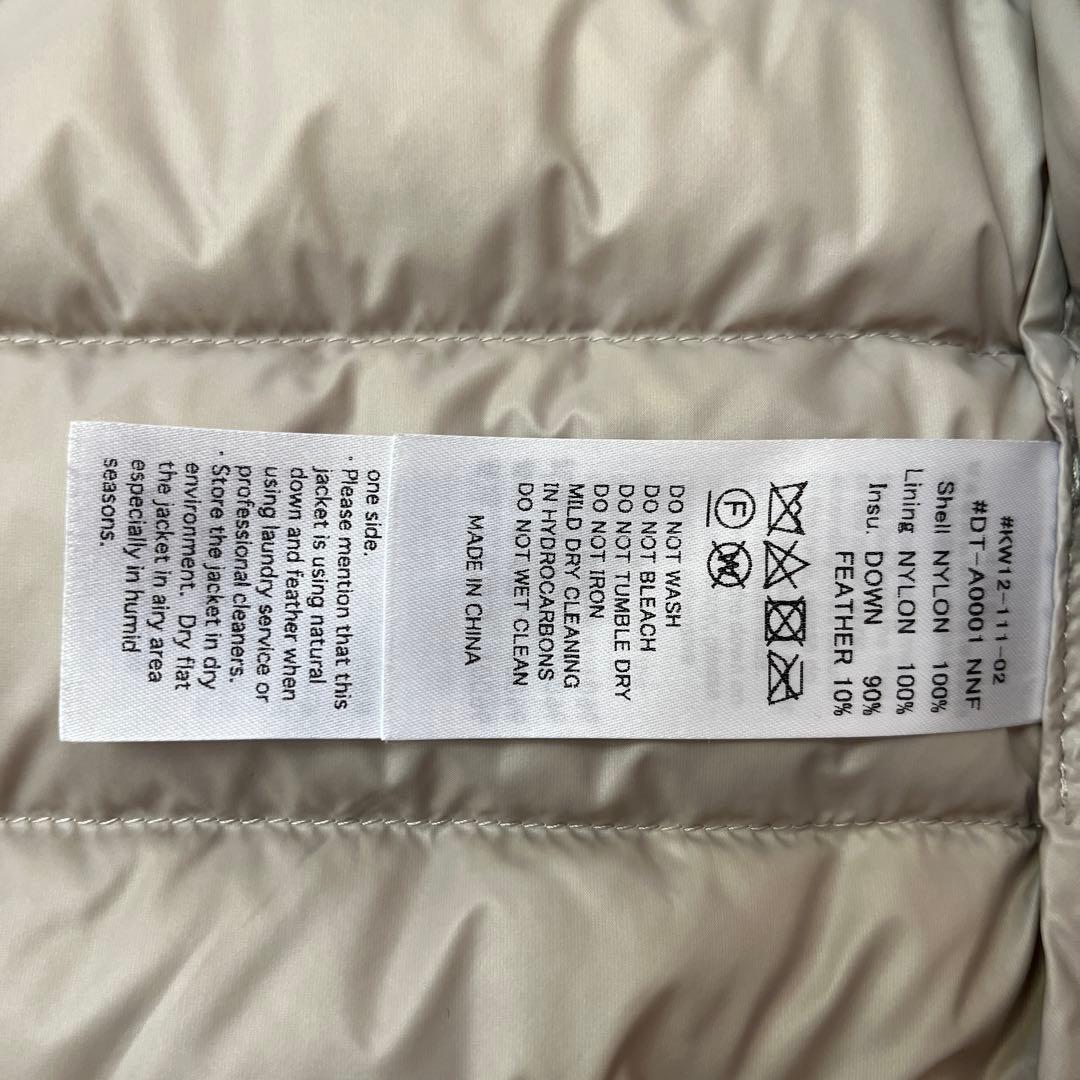 #KW12-111-02
#DT-A0001 NNF
Shell NYLON 100%
Lining NYLON 100%
Insu. DOWN 90%
FEATHER 10%
F
W
DO NOT WASH
DO NOT BLEACH
DO NOT TUMBLE DRY
DO NOT IRON
MILD DRY CLEANING
IN HYDROCARBONS
DO NOT WET CLEAN
MADE IN CHINA
one side.
· Please mention that this
jacket is using natural
down and feather when
using laundry service or
professional cleaners.
· Store the jacket in dry
environment. Dry flat
the jacket in airy area
especially in humid
seasons.